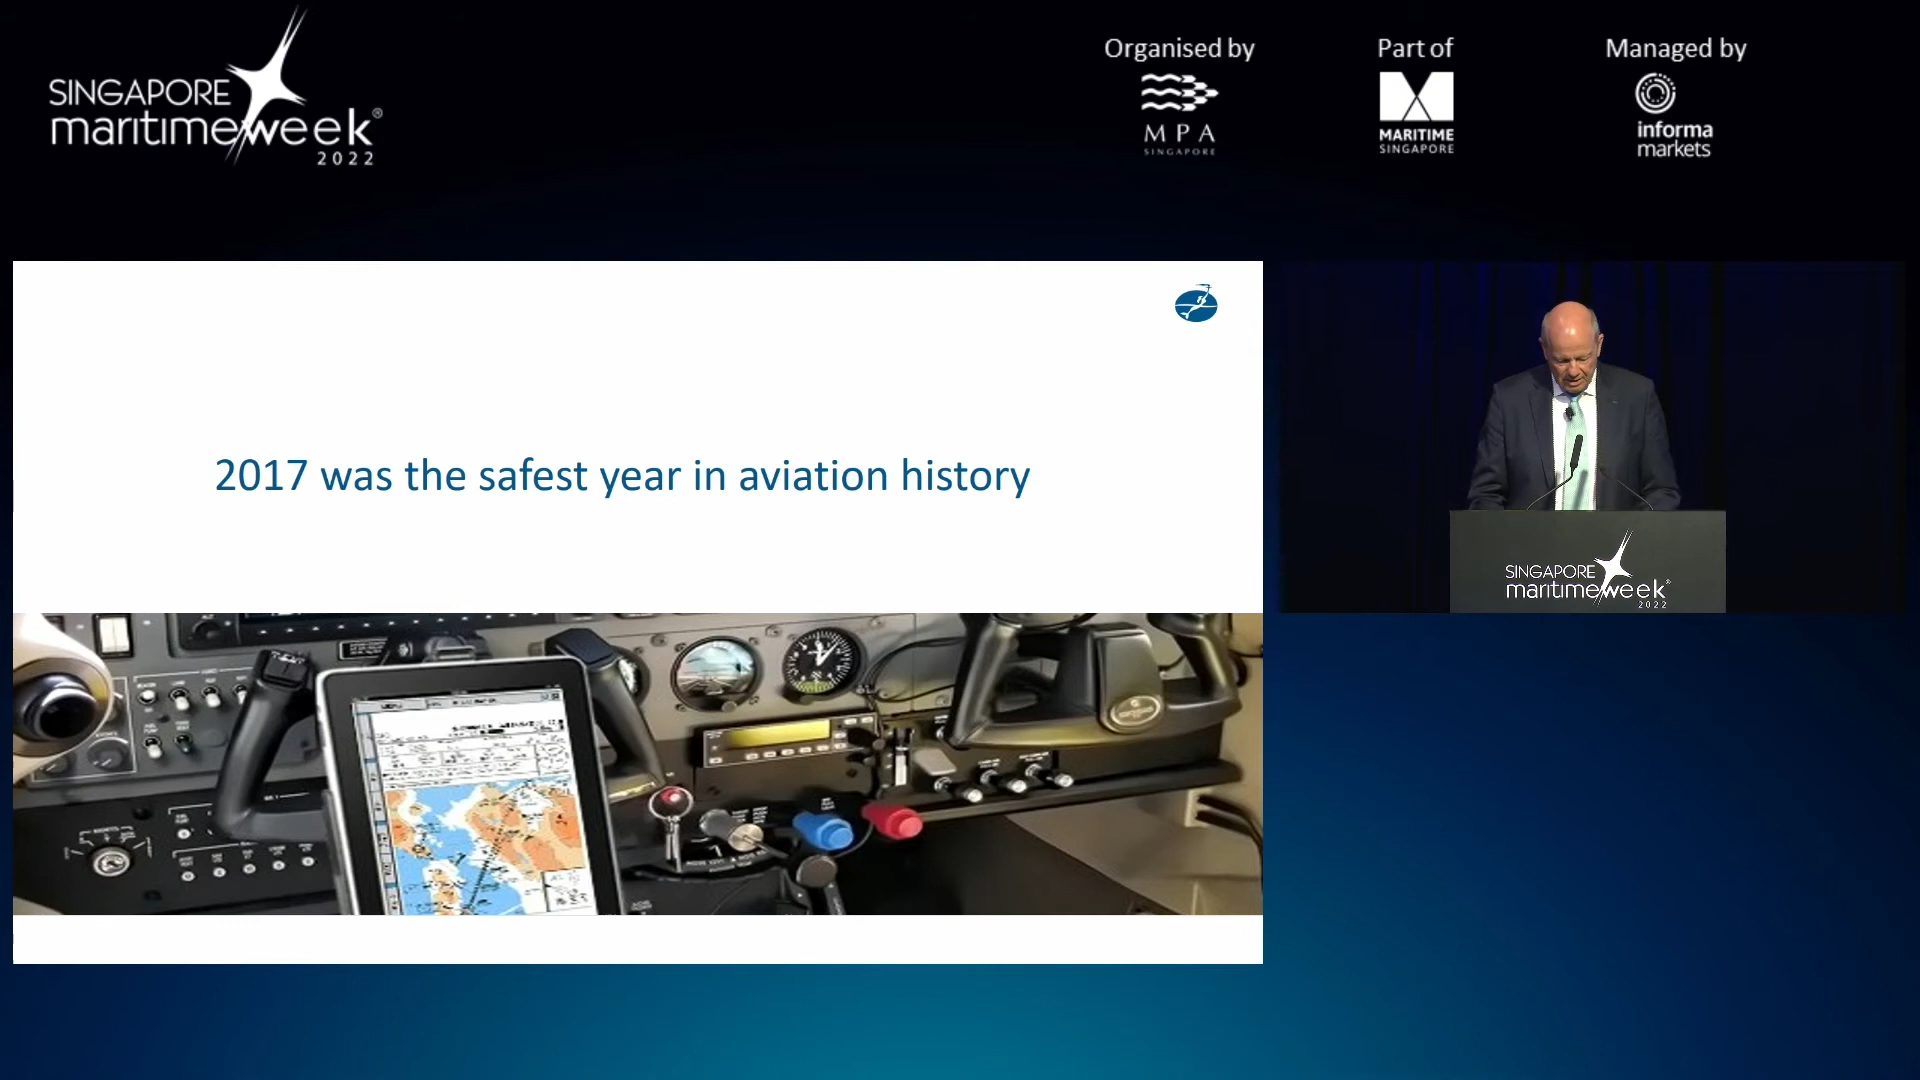 SINGAPORE
maritimeweek®
2022
Organised by
MPA
SINGAPORE
Part of
MARITIME
SINGAPORE
Managed by
informa
markets
2017 was the safest year in aviation history
SINGAPORE
maritimeweek®
2022